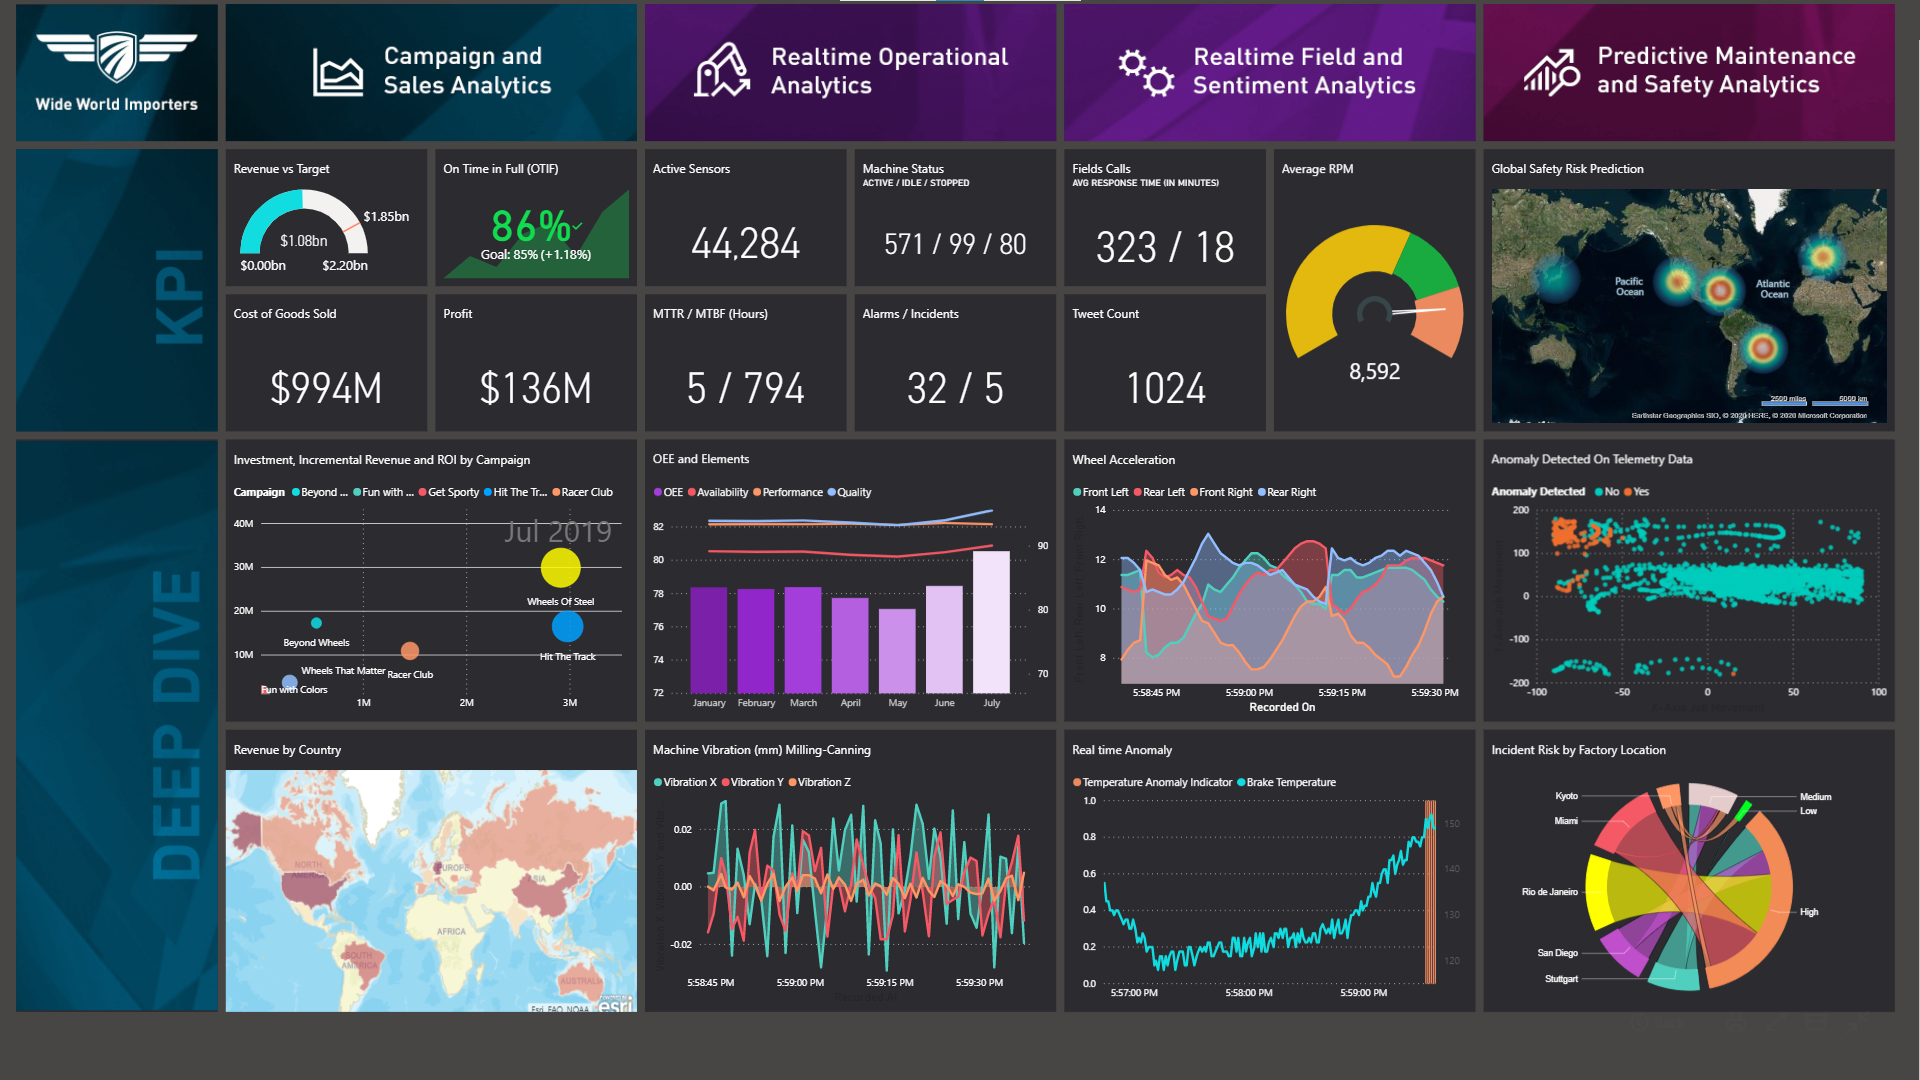 Wide World Importers
Campaign and
Sales Analytics
Realtime Operational
Analytics
Realtime Field and
Sentiment Analytics
Predictive Maintenance
and Safety Analytics
KPI
Revenue vs Target
$1.85bn
$1.08bn
$0.00bn
$2.20bn
On Time in Full (OTIF)
86%
Goal: 85% (+1.18%)
Active Sensors
44,284
Machine Status
ACTIVE / IDLE / STOPPED
571 / 99 / 80
Fields Calls
AVG RESPONSE TIME (IN MINUTES)
323 / 18
Average RPM
8,592
Global Safety Risk Prediction
Pacific
Ocean
Atlantic
Ocean
2500 miles
5000 km
Earthstar Geographics SIO, © 2020 HERE, © 2020 Microsoft Corporation
Cost of Goods Sold
$994M
Profit
$136M
MTTR / MTBF (Hours)
5 / 794
Alarms / Incidents
32 / 5
Tweet Count
1024
DEEP DIVE
Investment, Incremental Revenue and ROI by Campaign
Campaign Beyond ... Fun with ... Get Sporty Hit The Tr... Racer Club
Jul 2019
40M
30M
20M
10M
Wheels Of Steel
Beyond Wheels
Hit The Track
Wheels That Matter
Racer Club
Fun with Colors
1M 2M 3M
OEE and Elements
OEE Availability Performance Quality
82
80
78
76
74
72
90
80
70
January February March April May June July
Wheel Acceleration
Front Left Rear Left Front Right Rear Right
14
12
10
8
5:58:45 PM 5:59:00 PM 5:59:15 PM 5:59:30 PM
Recorded On
Anomaly Detected On Telemetry Data
Anomaly Detected No Yes
200
100
0
-100
-200
-100 -50 0 50 100
Revenue by Country
NORTH
AMERICA
EUROPE
ASIA
AFRICA
SOUTH
AMERICA
AUSTRALIA
Esri, FAO, NOAA
esri
Machine Vibration (mm) Milling-Canning
Vibration X Vibration Y Vibration Z
0.02
0.00
-0.02
5:58:45 PM 5:59:00 PM 5:59:15 PM 5:59:30 PM
Recorded At
Real time Anomaly
Temperature Anomaly Indicator Brake Temperature
1.0
0.8
0.6
0.4
0.2
0.0
150
140
130
120
5:57:00 PM 5:58:00 PM 5:59:00 PM
Incident Risk by Factory Location
Kyoto
Miami
Rio de Janeiro
San Diego
Stuttgart
Medium
Low
High